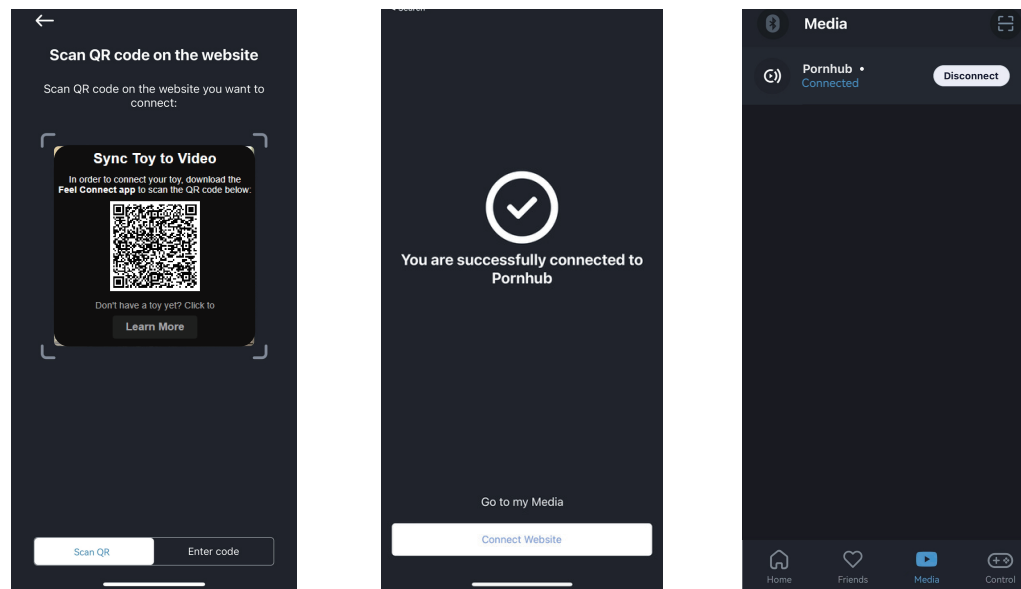 Scan QR code on the website
Scan QR code on the website you want to
connect:
Sync Toy to Video
In order to connect your toy, download the
Feel Connect app to scan the QR code below:
Don't have a toy yet? Click to
Learn More
Scan QR
Enter code
You are successfully connected to
Pornhub
Go to my Media
Connect Website
Media
Pornhub •
Connected
Disconnect
Home
Friends
Media
Control